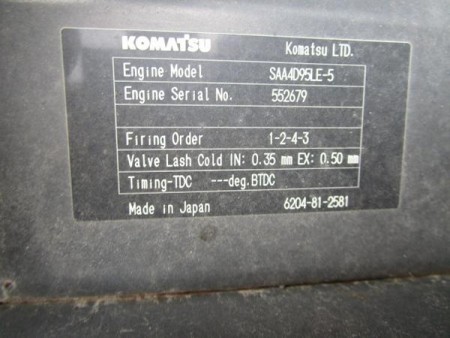 KOMATSU Komatsu LTD.
Engine Model SAA4D95LE-5
Engine Serial No. 552679
Firing Order 1-2-4-3
Valve Lash Cold IN: 0.35 mm EX: 0.50 mm
Timing-TDC ---deg.BTDC
Made in Japan 6204-81-2581